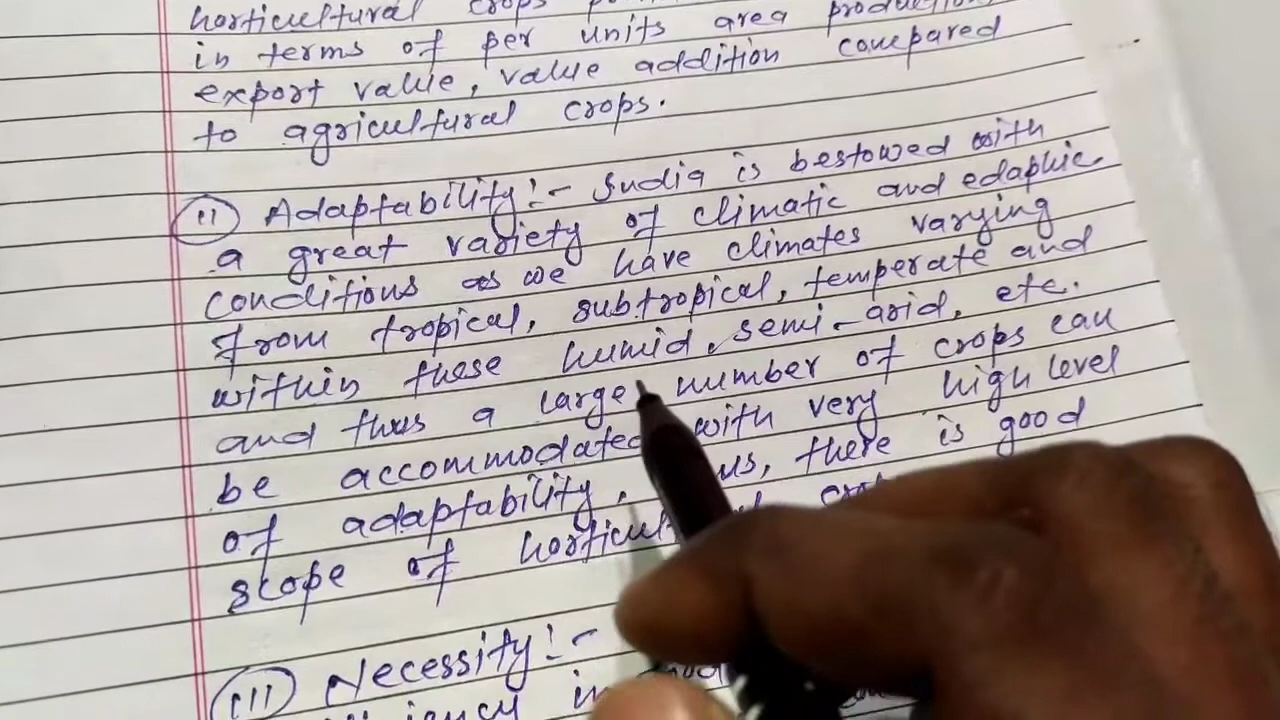 horticultural crops
in terms of per units area production,
export value, value addition compared
to agricultural crops.
(ii) Adaptability:- India is bestowed with
a great variety of climatic and edaphic
conditions as we have climates varying
from tropical, subtropical, temperate and
within these humid, semi-arid, etc.
and thus a large number of crops can
be accommodated with very high level
of adaptability. us, there is good
scope of
(iii) Necessity:-